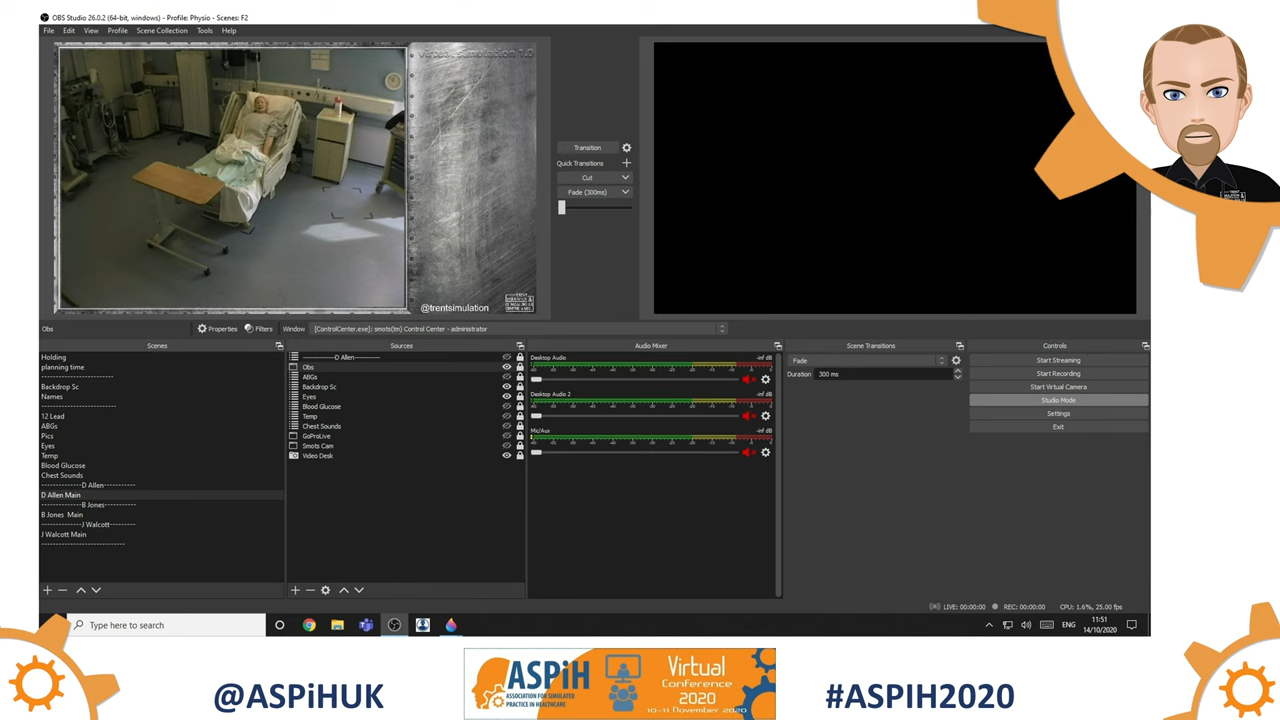 OBS Studio 26.0.2 (64-bit, windows) - Profile: Physio - Scenes: F2
File Edit View Profile Scene Collection Tools Help
@trentsimulation
Transition
Quick Transitions
Cut
Fade (300ms)
Obs
Properties
Filters
Window
[ControlCenter.exe]: smots(tm) Control Center - administrator
Scenes
Holding
planning time
Backdrop Sc
Names
12 Lead
ABGs
Pics
Eyes
Temp
Blood Glucose
Chest Sounds
---------------D Allen------------
D Allen Main
---------------B Jones------------
B Jones Main
---------------J Walcott----------
J Walcott Main
Sources
------------D Allen------------
Obs
ABGs
Backdrop Sc
Eyes
Blood Glucose
Temp
Chest Sounds
GoProLive
Smots Cam
Video Desk
Audio Mixer
Desktop Audio -inf dB
Desktop Audio 2 -inf dB
Mic/Aux -inf dB
Scene Transitions
Fade
Duration 300 ms
Controls
Start Streaming
Start Recording
Start Virtual Camera
Studio Mode
Settings
Exit
LIVE: 00:00:00 REC: 00:00:00 CPU: 1.6%, 25.00 fps
Type here to search
ENG
11:51
14/10/2020
@ASPiHUK
ASPiH
ASSOCIATION FOR SIMULATED
PRACTICE IN HEALTHCARE
Virtual
Conference
2020
10-11 November 2020
#ASPIH2020